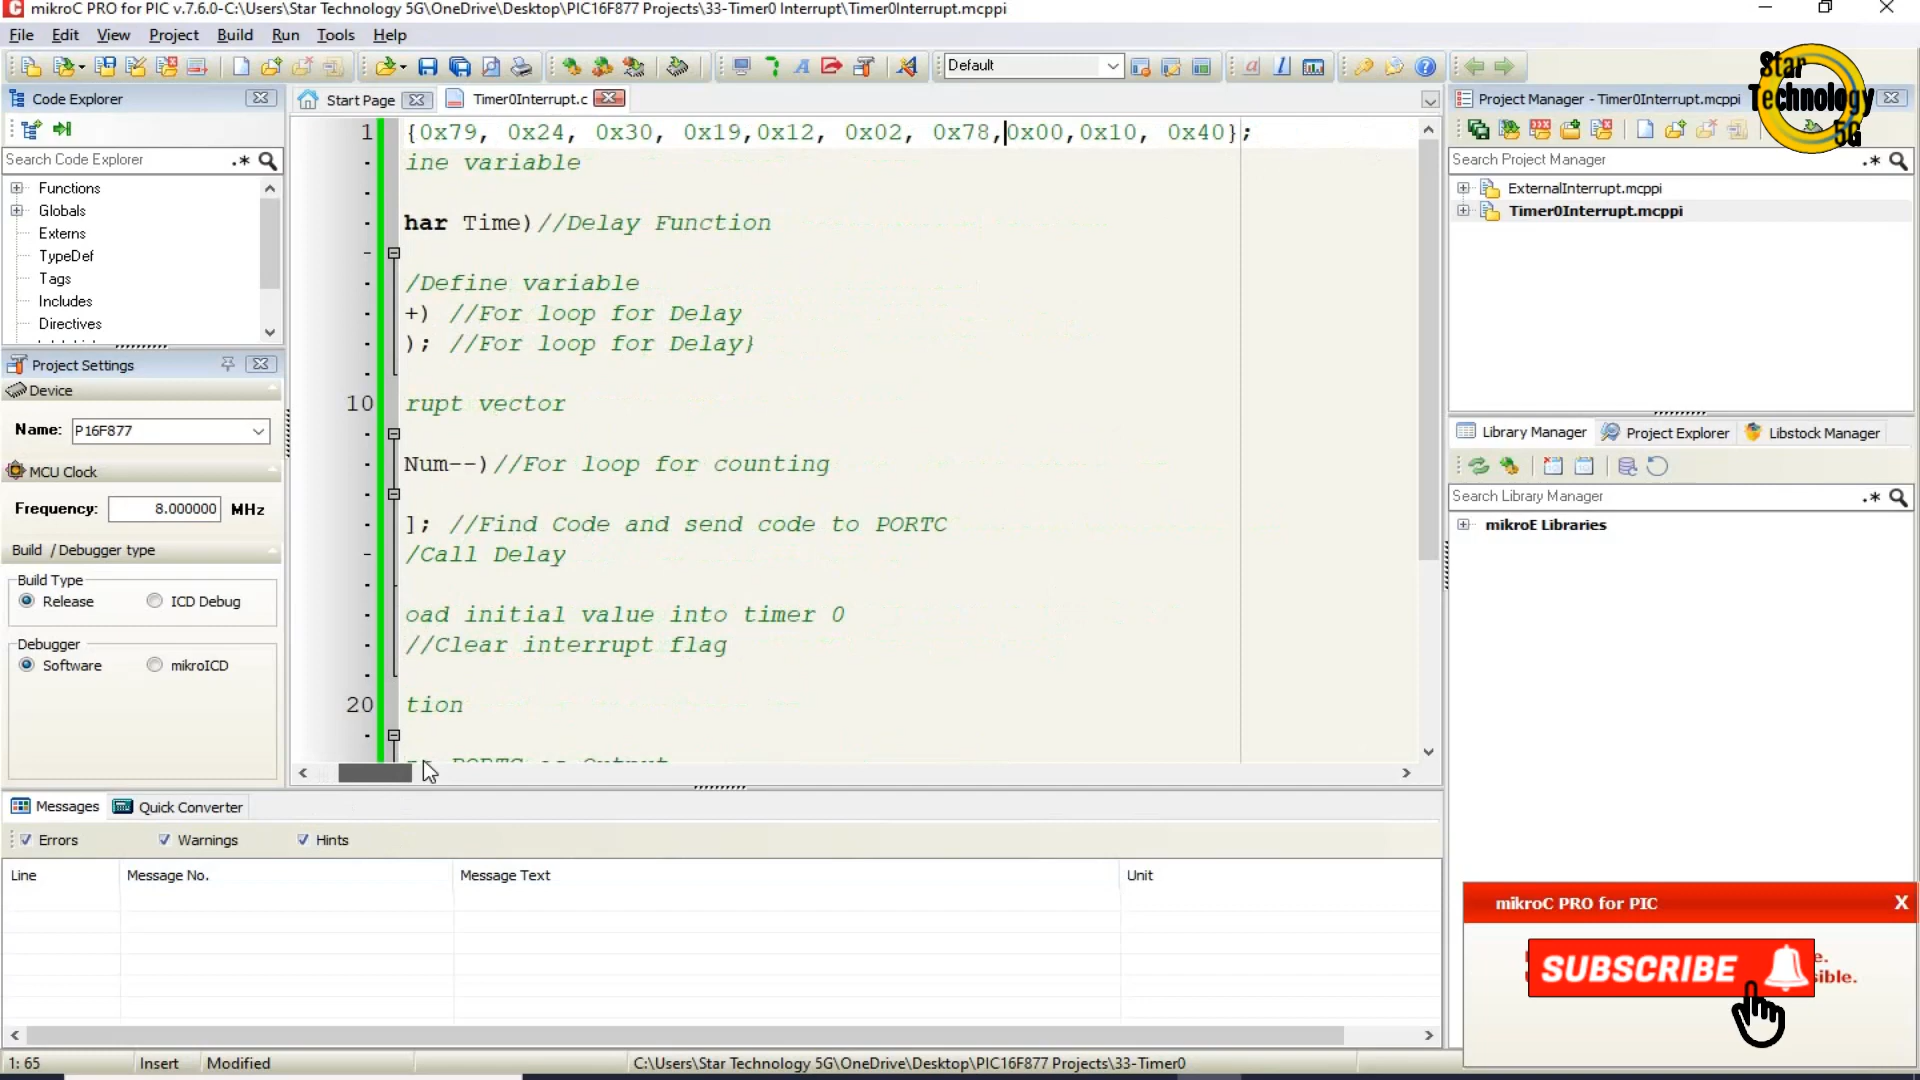 mikroC PRO for PIC v.7.6.0-C:\Users\Star Technology 5G\OneDrive\Desktop\PIC16F877 Projects\33-Timer0 Interrupt\Timer0Interrupt.mcppi
File Edit View Project Build Run Tools Help
Default
Star
Technology
5G
Code Explorer
Search Code Explorer .*
Functions
Globals
Externs
TypeDef
Tags
Includes
Directives
Project Settings
Device
Name: P16F877
MCU Clock
Frequency: 8.000000 MHz
Build / Debugger type
Build Type
Release ICD Debug
Debugger
Software mikroICD
Start Page Timer0Interrupt.c
1 {0x79, 0x24, 0x30, 0x19,0x12, 0x02, 0x78,0x00,0x10, 0x40};
ine variable
har Time)//Delay Function
/Define variable
+) //For loop for Delay
); //For loop for Delay}
10 rupt vector
Num--)//For loop for counting
]; //Find Code and send code to PORTC
/Call Delay
oad initial value into timer 0
//Clear interrupt flag
20 tion
PORTC as Output
Project Manager - Timer0Interrupt.mcppi
Search Project Manager .*
ExternalInterrupt.mcppi
Timer0Interrupt.mcppi
Library Manager Project Explorer Libstock Manager
Search Library Manager .*
mikroE Libraries
Messages Quick Converter
Errors Warnings Hints
Line Message No. Message Text Unit
mikroC PRO for PIC X
SUBSCRIBE
1: 65 Insert Modified C:\Users\Star Technology 5G\OneDrive\Desktop\PIC16F877 Projects\33-Timer0